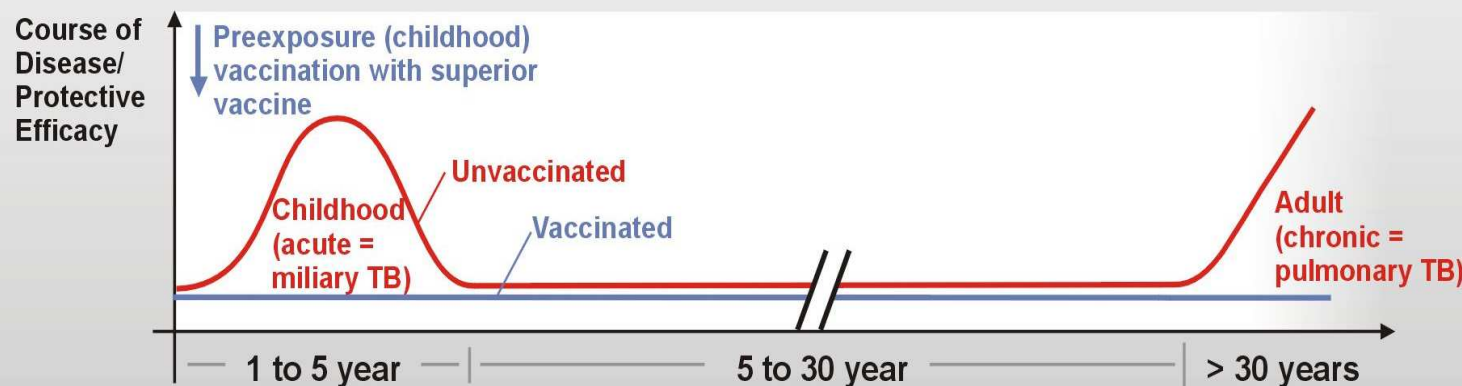 Course of
Disease/
Protective
Efficacy
Preexposure (childhood)
vaccination with superior
vaccine
Unvaccinated
Childhood
(acute =
miliary TB)
Vaccinated
Adult
(chronic =
pulmonary TB)
1 to 5 year
5 to 30 year
> 30 years